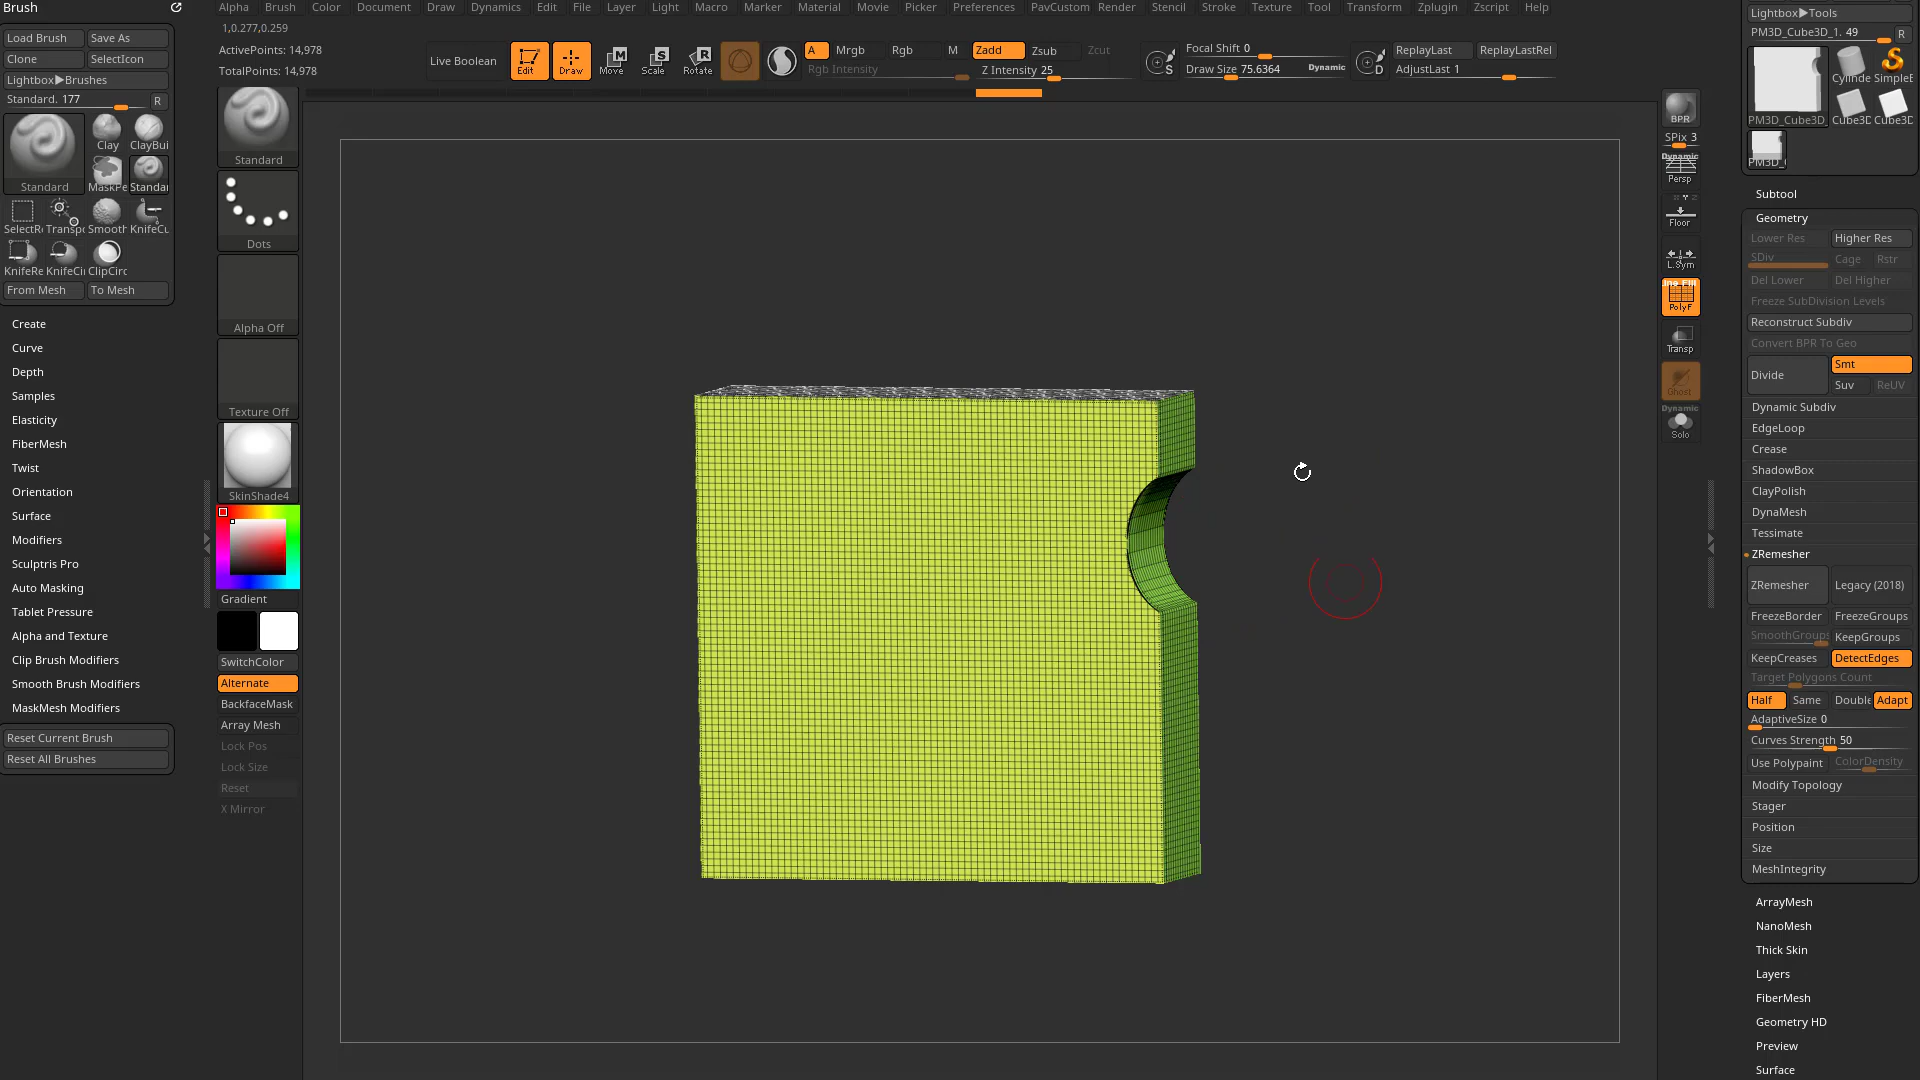 Brush
Load Brush Save As
Clone SelectIcon
Lightbox▶Brushes
Standard. 177 R
Clay ClayBui
Standard MaskPe Standar
SelectRe Transpo Smooth KnifeCu
KnifeRe KnifeCir ClipCirc
From Mesh To Mesh
Create
Curve
Depth
Samples
Elasticity
FiberMesh
Twist
Orientation
Surface
Modifiers
Sculptris Pro
Auto Masking
Tablet Pressure
Alpha and Texture
Clip Brush Modifiers
Smooth Brush Modifiers
MaskMesh Modifiers
Reset Current Brush
Reset All Brushes
Alpha Brush Color Document Draw Dynamics Edit File Layer Light Macro Marker Material Movie Picker Preferences PavCustom Render Stencil Stroke Texture Tool Transform Zplugin Zscript Help
1,0.277,0.259
ActivePoints: 14,978
TotalPoints: 14,978
Live Boolean
Edit Draw Move Scale Rotate
A Mrgb Rgb M Zadd Zsub Zcut
Rgb Intensity Z Intensity 25
S
Focal Shift 0
Draw Size 75.6364 Dynamic
D
ReplayLast ReplayLastRel
AdjustLast 1
Standard
Dots
Alpha Off
Texture Off
SkinShade4
Gradient
SwitchColor
Alternate
BackfaceMask
Array Mesh
Lock Pos
Lock Size
Reset
X Mirror
BPR
SPix 3
Dynamic
Persp
Floor
L.Sym
Line Fill
PolyF
Transp
Ghost
Dynamic
Solo
Lightbox▶Tools
PM3D_Cube3D_1. 49 R
Cylinde SimpleB
PM3D_Cube3D_ Cube3D Cube3D
PM3D_C
Subtool
Geometry
Lower Res Higher Res
SDiv Cage Rstr
Del Lower Del Higher
Freeze SubDivision Levels
Reconstruct Subdiv
Convert BPR To Geo
Divide Smt
Suv ReUV
Dynamic Subdiv
EdgeLoop
Crease
ShadowBox
ClayPolish
DynaMesh
Tessimate
ZRemesher
ZRemesher Legacy (2018)
FreezeBorder FreezeGroups
SmoothGroups KeepGroups
KeepCreases DetectEdges
Target Polygons Count
Half Same Double Adapt
AdaptiveSize 0
Curves Strength 50
Use Polypaint ColorDensity
Modify Topology
Stager
Position
Size
MeshIntegrity
ArrayMesh
NanoMesh
Thick Skin
Layers
FiberMesh
Geometry HD
Preview
Surface